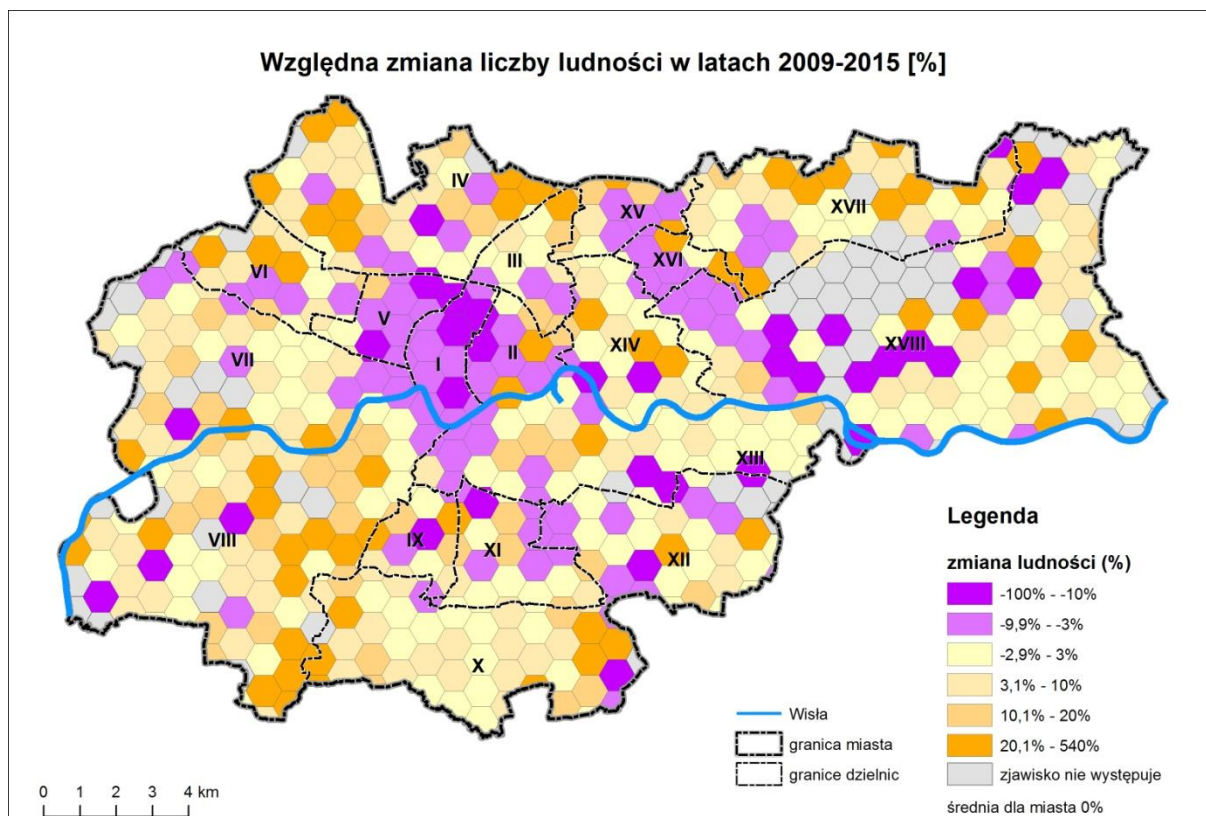 Względna zmiana liczby ludności w latach 2009-2015 [%]
IV
XV
XVII
III
XVI
VI
V
I
II
XIV
XVIII
VII
XIII
VIII
IX
XI
XII
X
Legenda
zmiana ludności (%)
-100% - -10%
-9,9% - -3%
-2,9% - 3%
3,1% - 10%
10,1% - 20%
20,1% - 540%
zjawisko nie występuje
średnia dla miasta 0%
Wisła
granica miasta
granice dzielnic
0 1 2 3 4 km